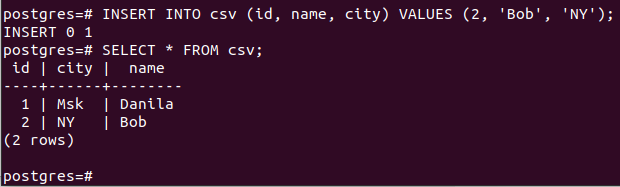 postgres=# INSERT INTO csv (id, name, city) VALUES (2, 'Bob', 'NY');
INSERT 0 1
postgres=# SELECT * FROM csv;
 id | city |  name
----+------+--------
  1 | Msk  | Danila
  2 | NY   | Bob
(2 rows)

postgres=#